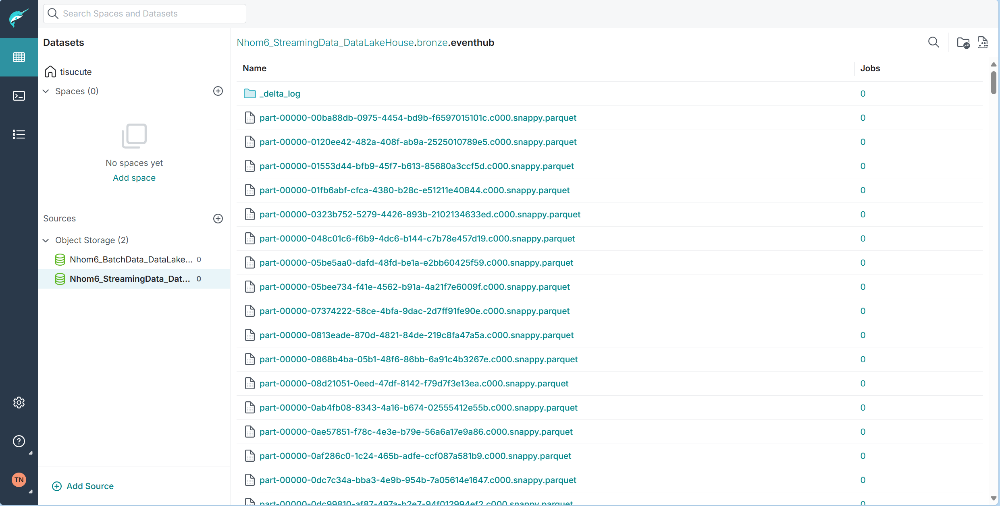 Search Spaces and Datasets
Datasets
tisucute
Spaces (0)
No spaces yet
Add space
Sources
Object Storage (2)
Nhom6_BatchData_DataLake... 0
Nhom6_StreamingData_Dat... 0
Add Source
TN
Nhom6_StreamingData_DataLakeHouse.bronze.eventhub
Name Jobs
_delta_log 0
part-00000-00ba88db-0975-4454-bd9b-f6597015101c.c000.snappy.parquet 0
part-00000-0120ee42-482a-408f-ab9a-2525010789e5.c000.snappy.parquet 0
part-00000-01553d44-bfb9-45f7-b613-85680a3ccf5d.c000.snappy.parquet 0
part-00000-01fb6abf-cfca-4380-b28c-e51211e40844.c000.snappy.parquet 0
part-00000-0323b752-5279-4426-893b-2102134633ed.c000.snappy.parquet 0
part-00000-048c01c6-f6b9-4dc6-b144-c7b78e457d19.c000.snappy.parquet 0
part-00000-05be5aa0-dafd-48fd-be1a-e2bb60425f59.c000.snappy.parquet 0
part-00000-05bee734-f41e-4562-b91a-4a21f7e6009f.c000.snappy.parquet 0
part-00000-07374222-58ce-4bfa-9dac-2d7ff91fe90e.c000.snappy.parquet 0
part-00000-0813eade-870d-4821-84de-219c8fa47a5a.c000.snappy.parquet 0
part-00000-0868b4ba-05b1-48f6-86bb-6a91c4b3267e.c000.snappy.parquet 0
part-00000-08d21051-0eed-47df-8142-f79d7f3e13ea.c000.snappy.parquet 0
part-00000-0ab4fb08-8343-4a16-b674-02555412e55b.c000.snappy.parquet 0
part-00000-0ae57851-f78c-4e3e-b79e-56a6a17e9a86.c000.snappy.parquet 0
part-00000-0af286c0-1c24-465b-adfe-ccf087a581b9.c000.snappy.parquet 0
part-00000-0dc7c34a-bba3-4e9b-954b-7a05614e1647.c000.snappy.parquet 0
part-00000-0dc99810-af87-497a-b2e7-94f012994ef2.c000.snappy.parquet 0